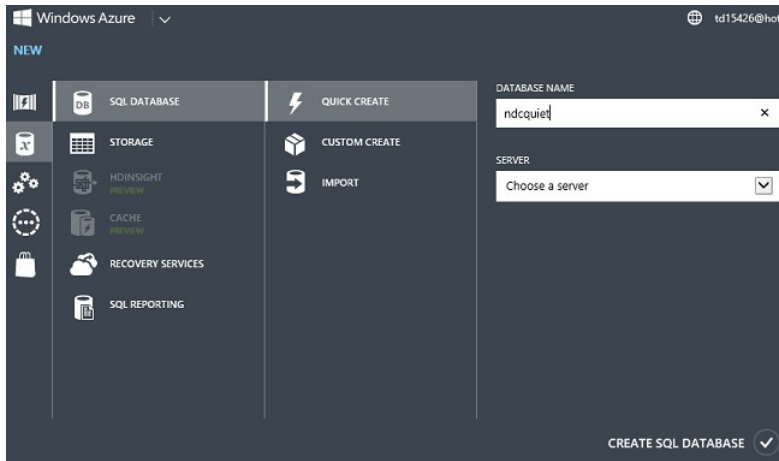 Windows Azure
td15426@hot
NEW
SQL DATABASE
STORAGE
HDINSIGHT
PREVIEW
CACHE
PREVIEW
RECOVERY SERVICES
SQL REPORTING
QUICK CREATE
CUSTOM CREATE
IMPORT
DATABASE NAME
ndcquiet
SERVER
Choose a server
CREATE SQL DATABASE